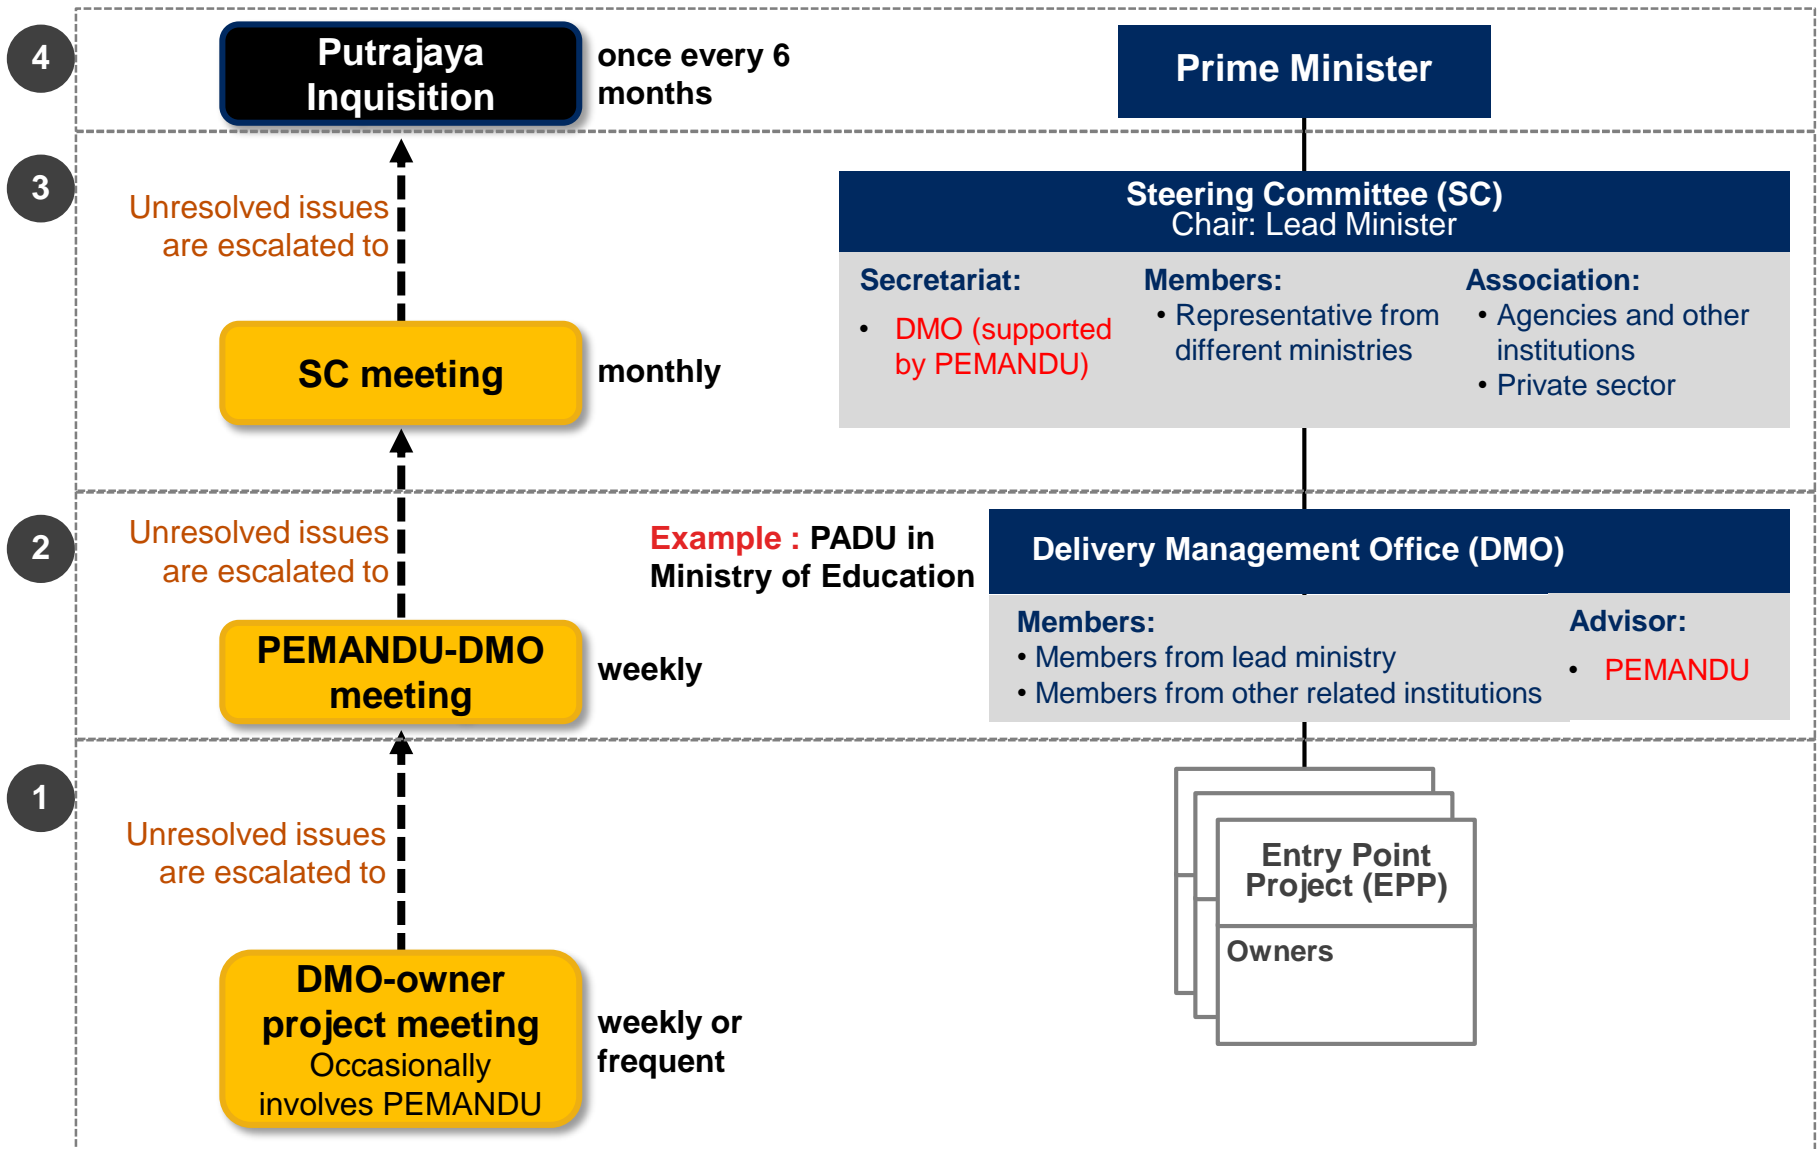 4
Putrajaya
Inquisition
once every 6
months
Prime Minister
3
Unresolved issues
are escalated to
SC meeting
monthly
Steering Committee (SC)
Chair: Lead Minister
Secretariat:
• DMO (supported
by PEMANDU)
Members:
• Representative from
different ministries
Association:
• Agencies and other
institutions
• Private sector
2
Unresolved issues
are escalated to
PEMANDU-DMO
meeting
weekly
Example : PADU in
Ministry of Education
Delivery Management Office (DMO)
Members:
• Members from lead ministry
• Members from other related institutions
Advisor:
• PEMANDU
1
Unresolved issues
are escalated to
DMO-owner
project meeting
Occasionally
involves PEMANDU
weekly or
frequent
Entry Point
Project (EPP)
Owners